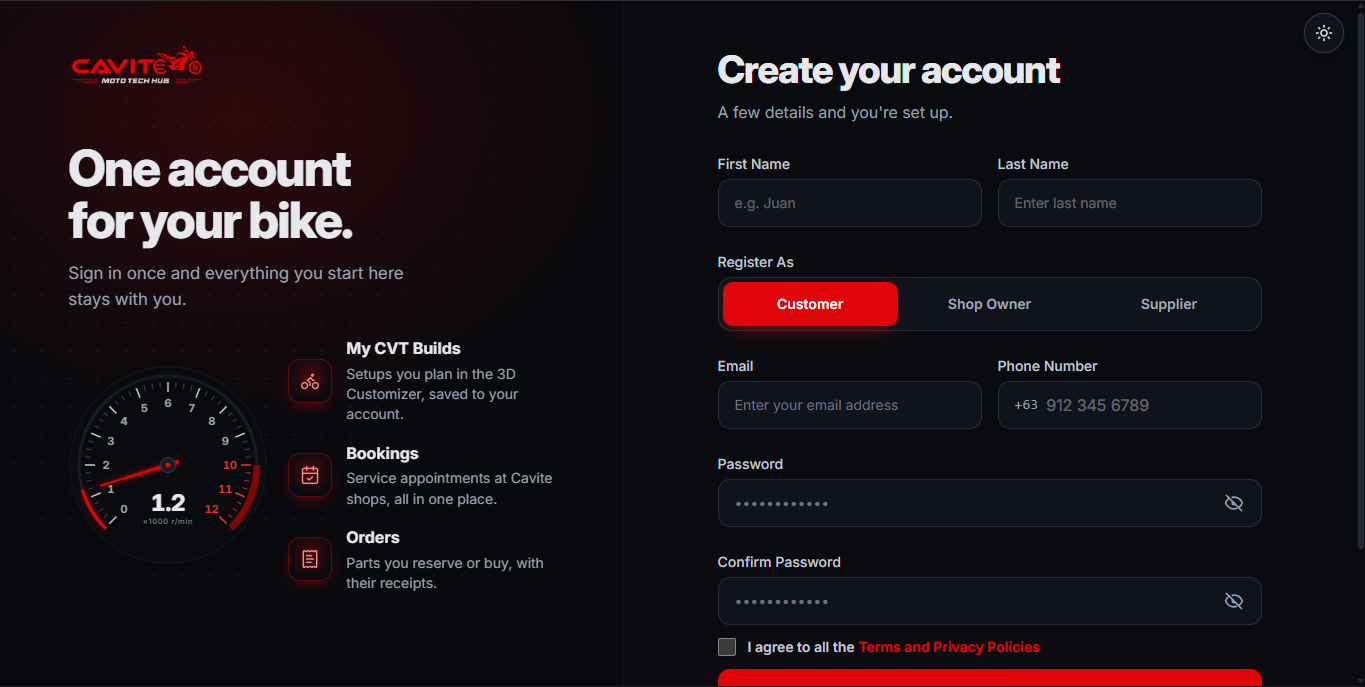 CAVITE
MOTO TECH HUB
One account
for your bike.
Sign in once and everything you start here
stays with you.
0
1
2
3
4
5
6
7
8
9
10
11
12
1.2
×1000 r/min
My CVT Builds
Setups you plan in the 3D
Customizer, saved to your
account.
Bookings
Service appointments at Cavite
shops, all in one place.
Orders
Parts you reserve or buy, with
their receipts.
Create your account
A few details and you're set up.
First Name
Last Name
e.g. Juan
Enter last name
Register As
Customer
Shop Owner
Supplier
Email
Phone Number
Enter your email address
+63 912 345 6789
Password
••••••••••••
Confirm Password
••••••••••••
I agree to all the Terms and Privacy Policies